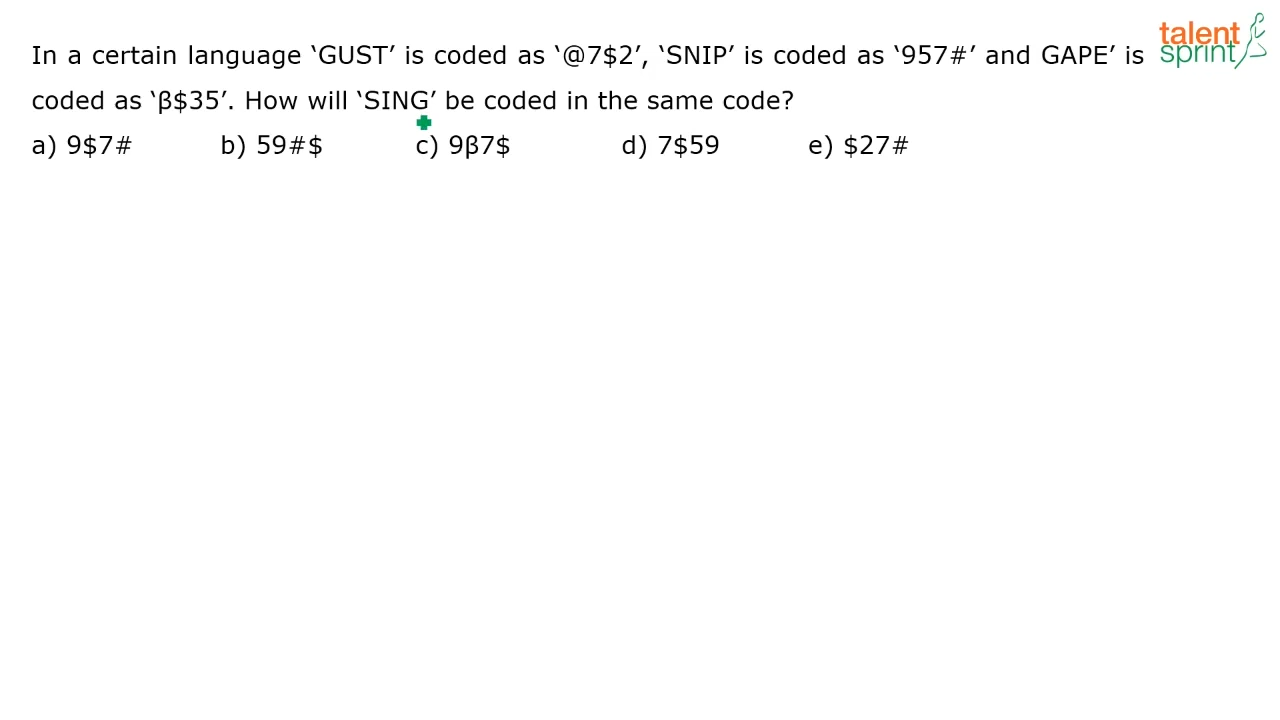 talent
sprint
In a certain language ‘GUST’ is coded as ‘@7$2’, ‘SNIP’ is coded as ‘957#’ and GAPE’ is
coded as ‘β$35’. How will ‘SING’ be coded in the same code?
a) 9$7# b) 59#$ c) 9β7$ d) 7$59 e) $27#